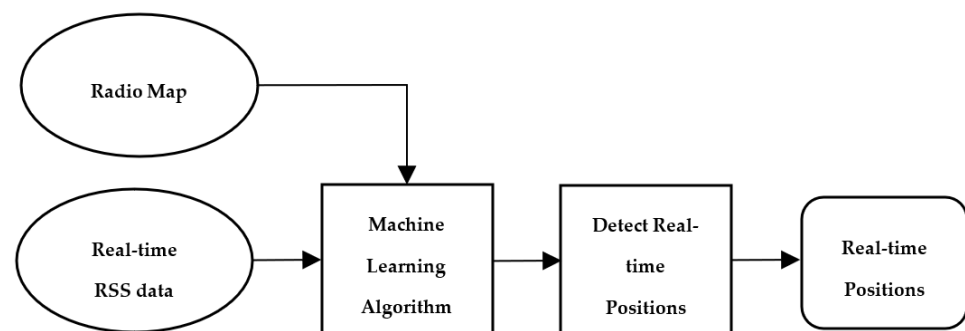 Radio Map
Real-time
RSS data
Machine
Learning
Algorithm
Detect Real-
time
Positions
Real-time
Positions